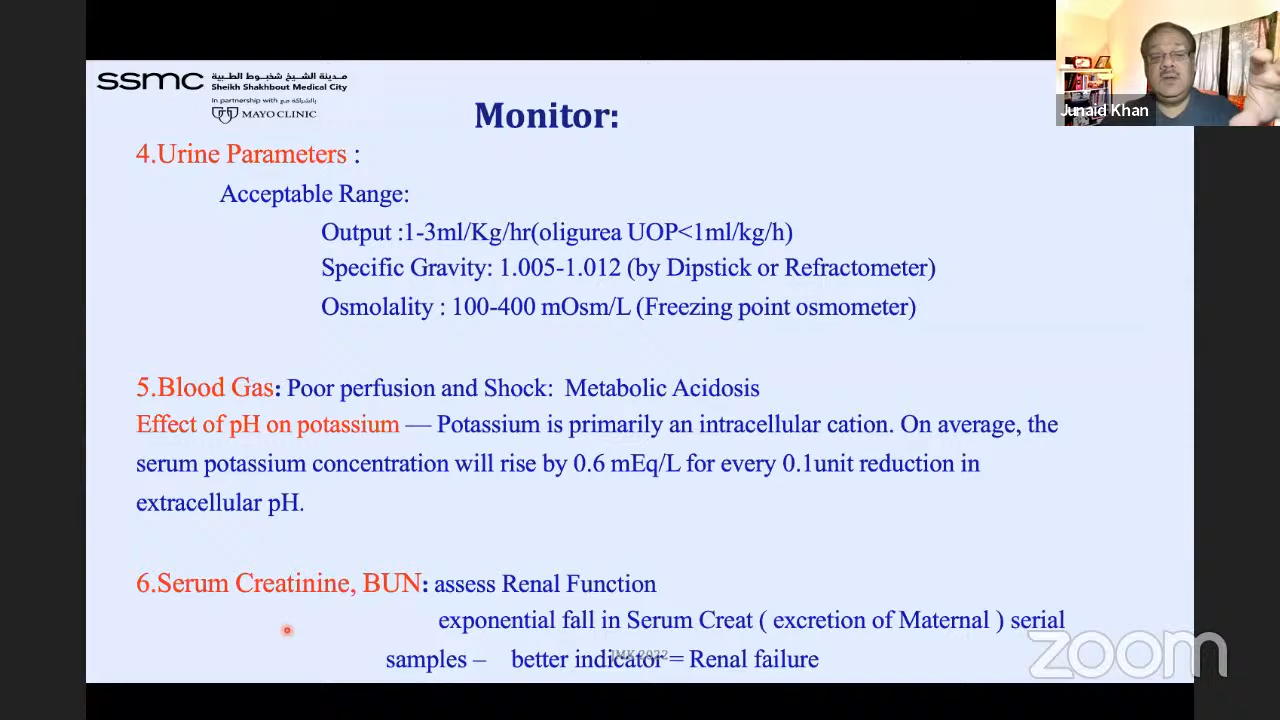 SSMC
مدينة الشيخ شخبوط الطبية
Sheikh Shakhbout Medical City
In partnership with بالشراكة مع
MAYO CLINIC
Junaid Khan
Monitor:
4.Urine Parameters :
Acceptable Range:
Output :1-3ml/Kg/hr(oligurea UOP<1ml/kg/h)
Specific Gravity: 1.005-1.012 (by Dipstick or Refractometer)
Osmolality : 100-400 mOsm/L (Freezing point osmometer)
5.Blood Gas: Poor perfusion and Shock: Metabolic Acidosis
Effect of pH on potassium — Potassium is primarily an intracellular cation. On average, the
serum potassium concentration will rise by 0.6 mEq/L for every 0.1unit reduction in
extracellular pH.
6.Serum Creatinine, BUN: assess Renal Function
exponential fall in Serum Creat ( excretion of Maternal ) serial
samples – better indicator = Renal failure
JMK 2022
zoom